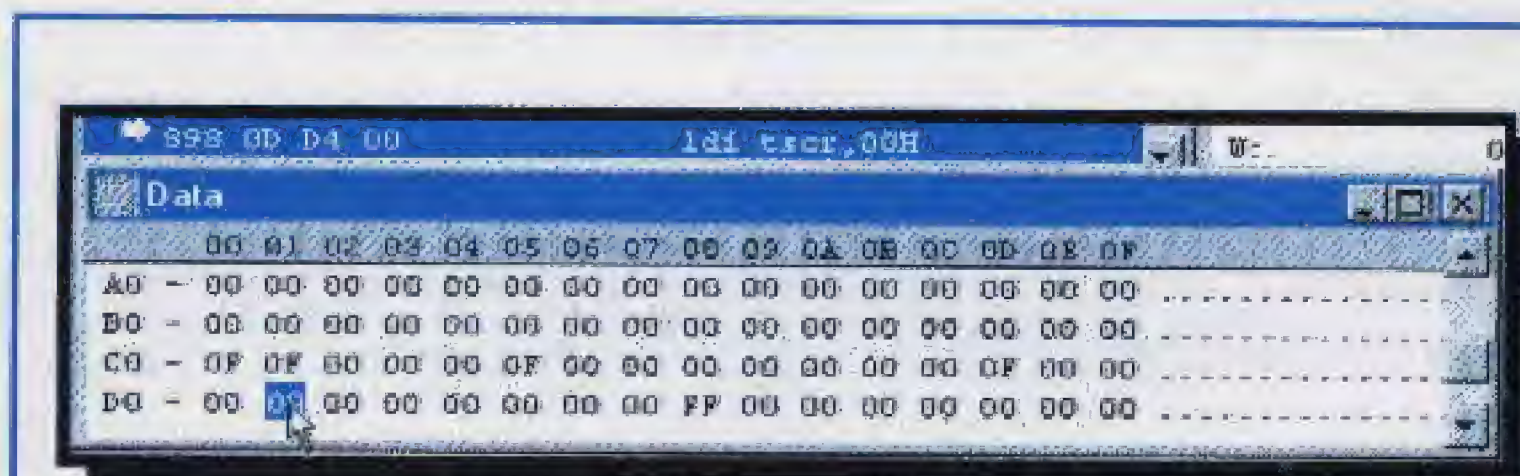 898 0D D4 00 ldi tscr,00H W:. 0
Data
00 01 02 03 04 05 06 07 08 09 0A 0B 0C 0D 0E 0F
A0 - 00 00 00 00 00 00 00 00 00 00 00 00 00 00 00 00 ................
B0 - 00 00 00 00 00 00 00 00 00 00 00 00 00 00 00 00 ................
C0 - 0F 0F 00 00 00 0F 00 00 00 00 00 00 00 0F 00 00 ................
D0 - 00 00 00 00 00 00 00 FF 00 00 00 00 00 00 00 ................